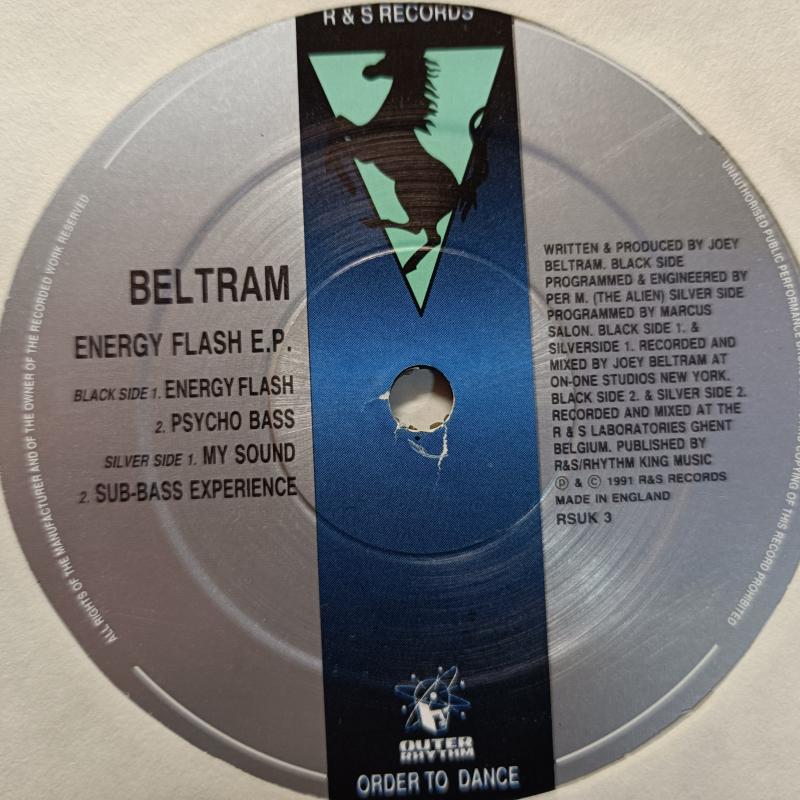 R & S RECORDS
BELTRAM
ENERGY FLASH E.P.
BLACK SIDE 1. ENERGY FLASH
2. PSYCHO BASS
SILVER SIDE 1. MY SOUND
2. SUB-BASS EXPERIENCE
WRITTEN & PRODUCED BY JOEY
BELTRAM. BLACK SIDE
PROGRAMMED & ENGINEERED BY
PER M. (THE ALIEN) SILVER SIDE
PROGRAMMED BY MARCUS
SALON. BLACK SIDE 1. &
SILVERSIDE 1. RECORDED AND
MIXED BY JOEY BELTRAM AT
ON-ONE STUDIOS NEW YORK.
BLACK SIDE 2. & SILVER SIDE 2.
RECORDED AND MIXED AT THE
R & S LABORATORIES GHENT
BELGIUM. PUBLISHED BY
R&S/RHYTHM KING MUSIC
Ⓟ & © 1991 R&S RECORDS
MADE IN ENGLAND
RSUK 3
ALL RIGHTS OF THE MANUFACTURER AND OF THE OWNER OF THE RECORDED WORK RESERVED
UNAUTHORISED PUBLIC PERFORMANCE
COPYING OF THIS RECORD PROHIBITED
OUTER
RHYTHM
ORDER TO DANCE